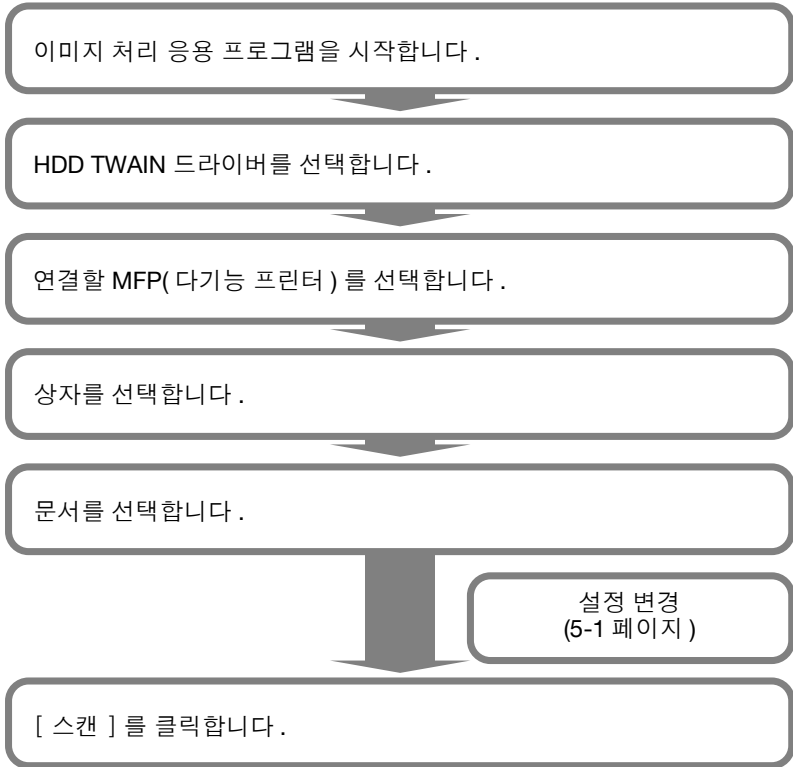 이미지 처리 응용 프로그램을 시작합니다 .
HDD TWAIN 드라이버를 선택합니다 .
연결할 MFP( 다기능 프린터 ) 를 선택합니다 .
상자를 선택합니다 .
문서를 선택합니다 .
설정 변경
(5-1 페이지 )
[ 스캔 ] 를 클릭합니다 .